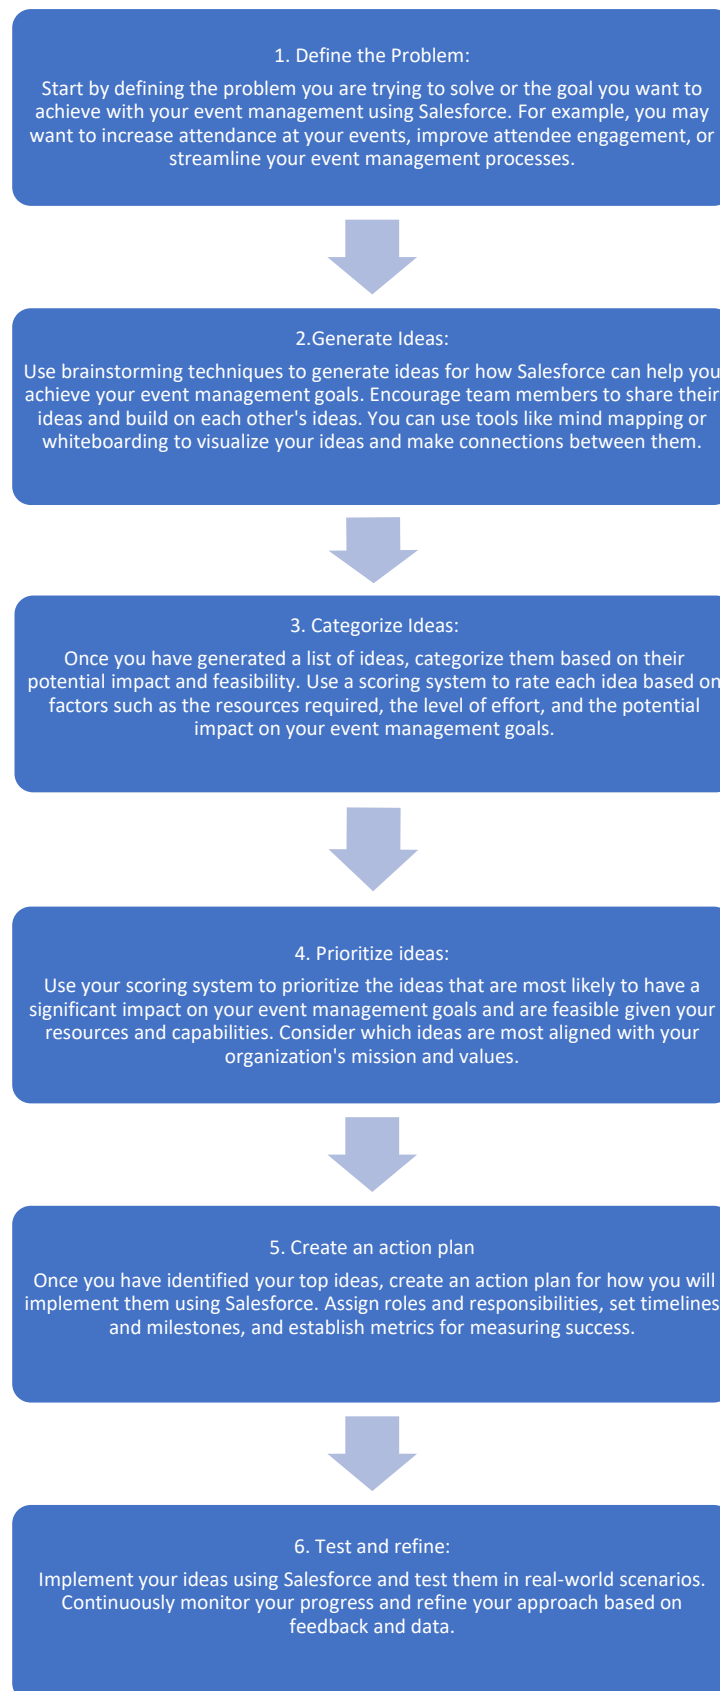 1. Define the Problem:
Start by defining the problem you are trying to solve or the goal you want to
achieve with your event management using Salesforce. For example, you may
want to increase attendance at your events, improve attendee engagement, or
streamline your event management processes.
2.Generate Ideas:
Use brainstorming techniques to generate ideas for how Salesforce can help you
achieve your event management goals. Encourage team members to share their
ideas and build on each other's ideas. You can use tools like mind mapping or
whiteboarding to visualize your ideas and make connections between them.
3. Categorize Ideas:
Once you have generated a list of ideas, categorize them based on their
potential impact and feasibility. Use a scoring system to rate each idea based on
factors such as the resources required, the level of effort, and the potential
impact on your event management goals.
4. Prioritize ideas:
Use your scoring system to prioritize the ideas that are most likely to have a
significant impact on your event management goals and are feasible given your
resources and capabilities. Consider which ideas are most aligned with your
organization's mission and values.
5. Create an action plan
Once you have identified your top ideas, create an action plan for how you will
implement them using Salesforce. Assign roles and responsibilities, set timelines
and milestones, and establish metrics for measuring success.
6. Test and refine:
Implement your ideas using Salesforce and test them in real-world scenarios.
Continuously monitor your progress and refine your approach based on
feedback and data.